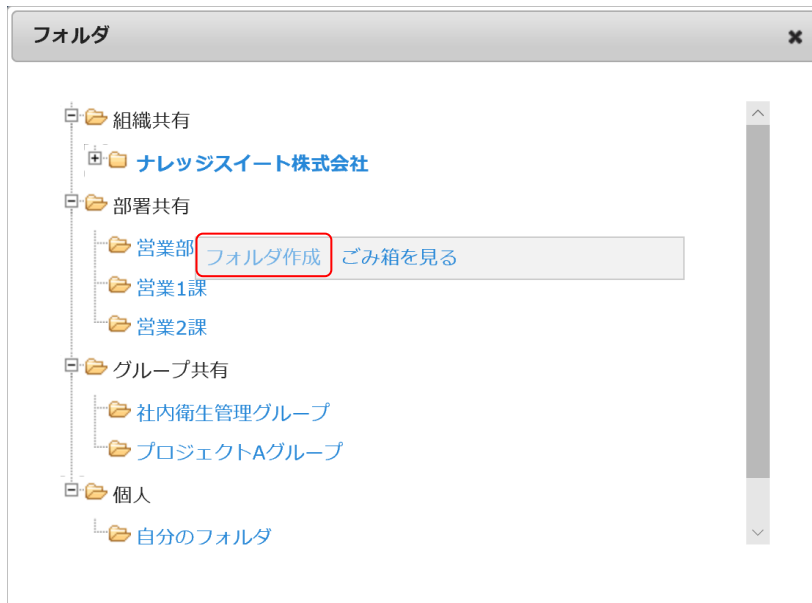 フォルダ
組織共有
ナレッジスイート株式会社
部署共有
営業部
フォルダ作成 ごみ箱を見る
営業1課
営業2課
グループ共有
社内衛生管理グループ
プロジェクトAグループ
個人
自分のフォルダ